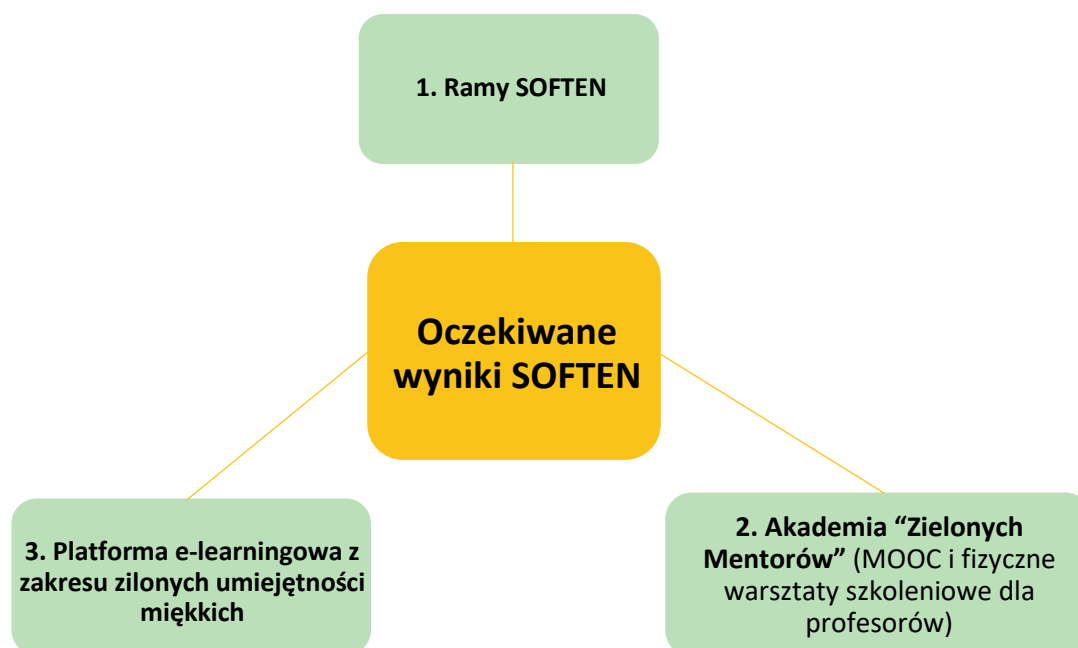 1. Ramy SOFTEN
Oczekiwane
wyniki SOFTEN
2. Akademia “Zielonych
Mentorów” (MOOC i fizyczne
warsztaty szkoleniowe dla
profesorów)
3. Platforma e-learningowa z
zakresu zilonych umiejętności
miękkich